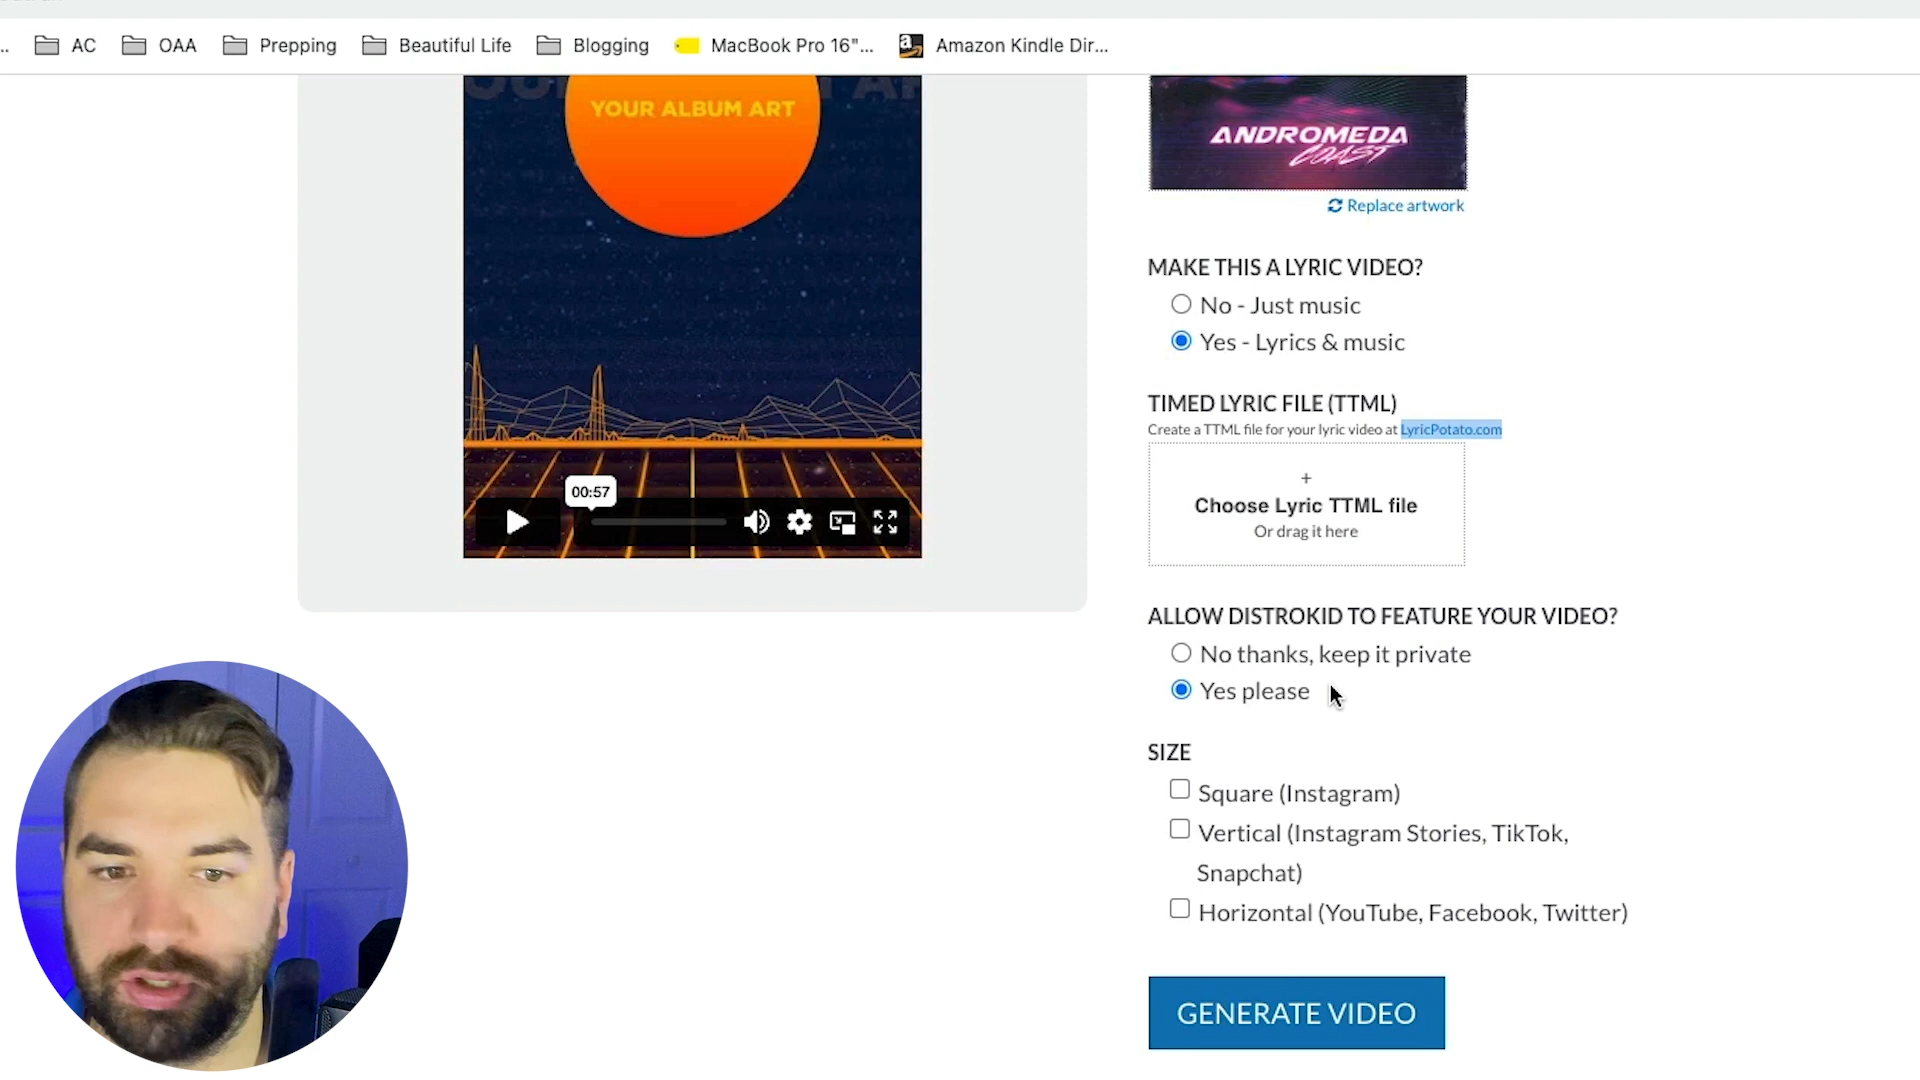 AC
OAA
Prepping
Beautiful Life
Blogging
MacBook Pro 16"...
Amazon Kindle Dir...
YOUR ALBUM ART
00:57
ANDROMEDA
COAST
Replace artwork
MAKE THIS A LYRIC VIDEO?
No - Just music
Yes - Lyrics & music
TIMED LYRIC FILE (TTML)
Create a TTML file for your lyric video at LyricPotato.com
+
Choose Lyric TTML file
Or drag it here
ALLOW DISTROKID TO FEATURE YOUR VIDEO?
No thanks, keep it private
Yes please
SIZE
Square (Instagram)
Vertical (Instagram Stories, TikTok,
Snapchat)
Horizontal (YouTube, Facebook, Twitter)
GENERATE VIDEO